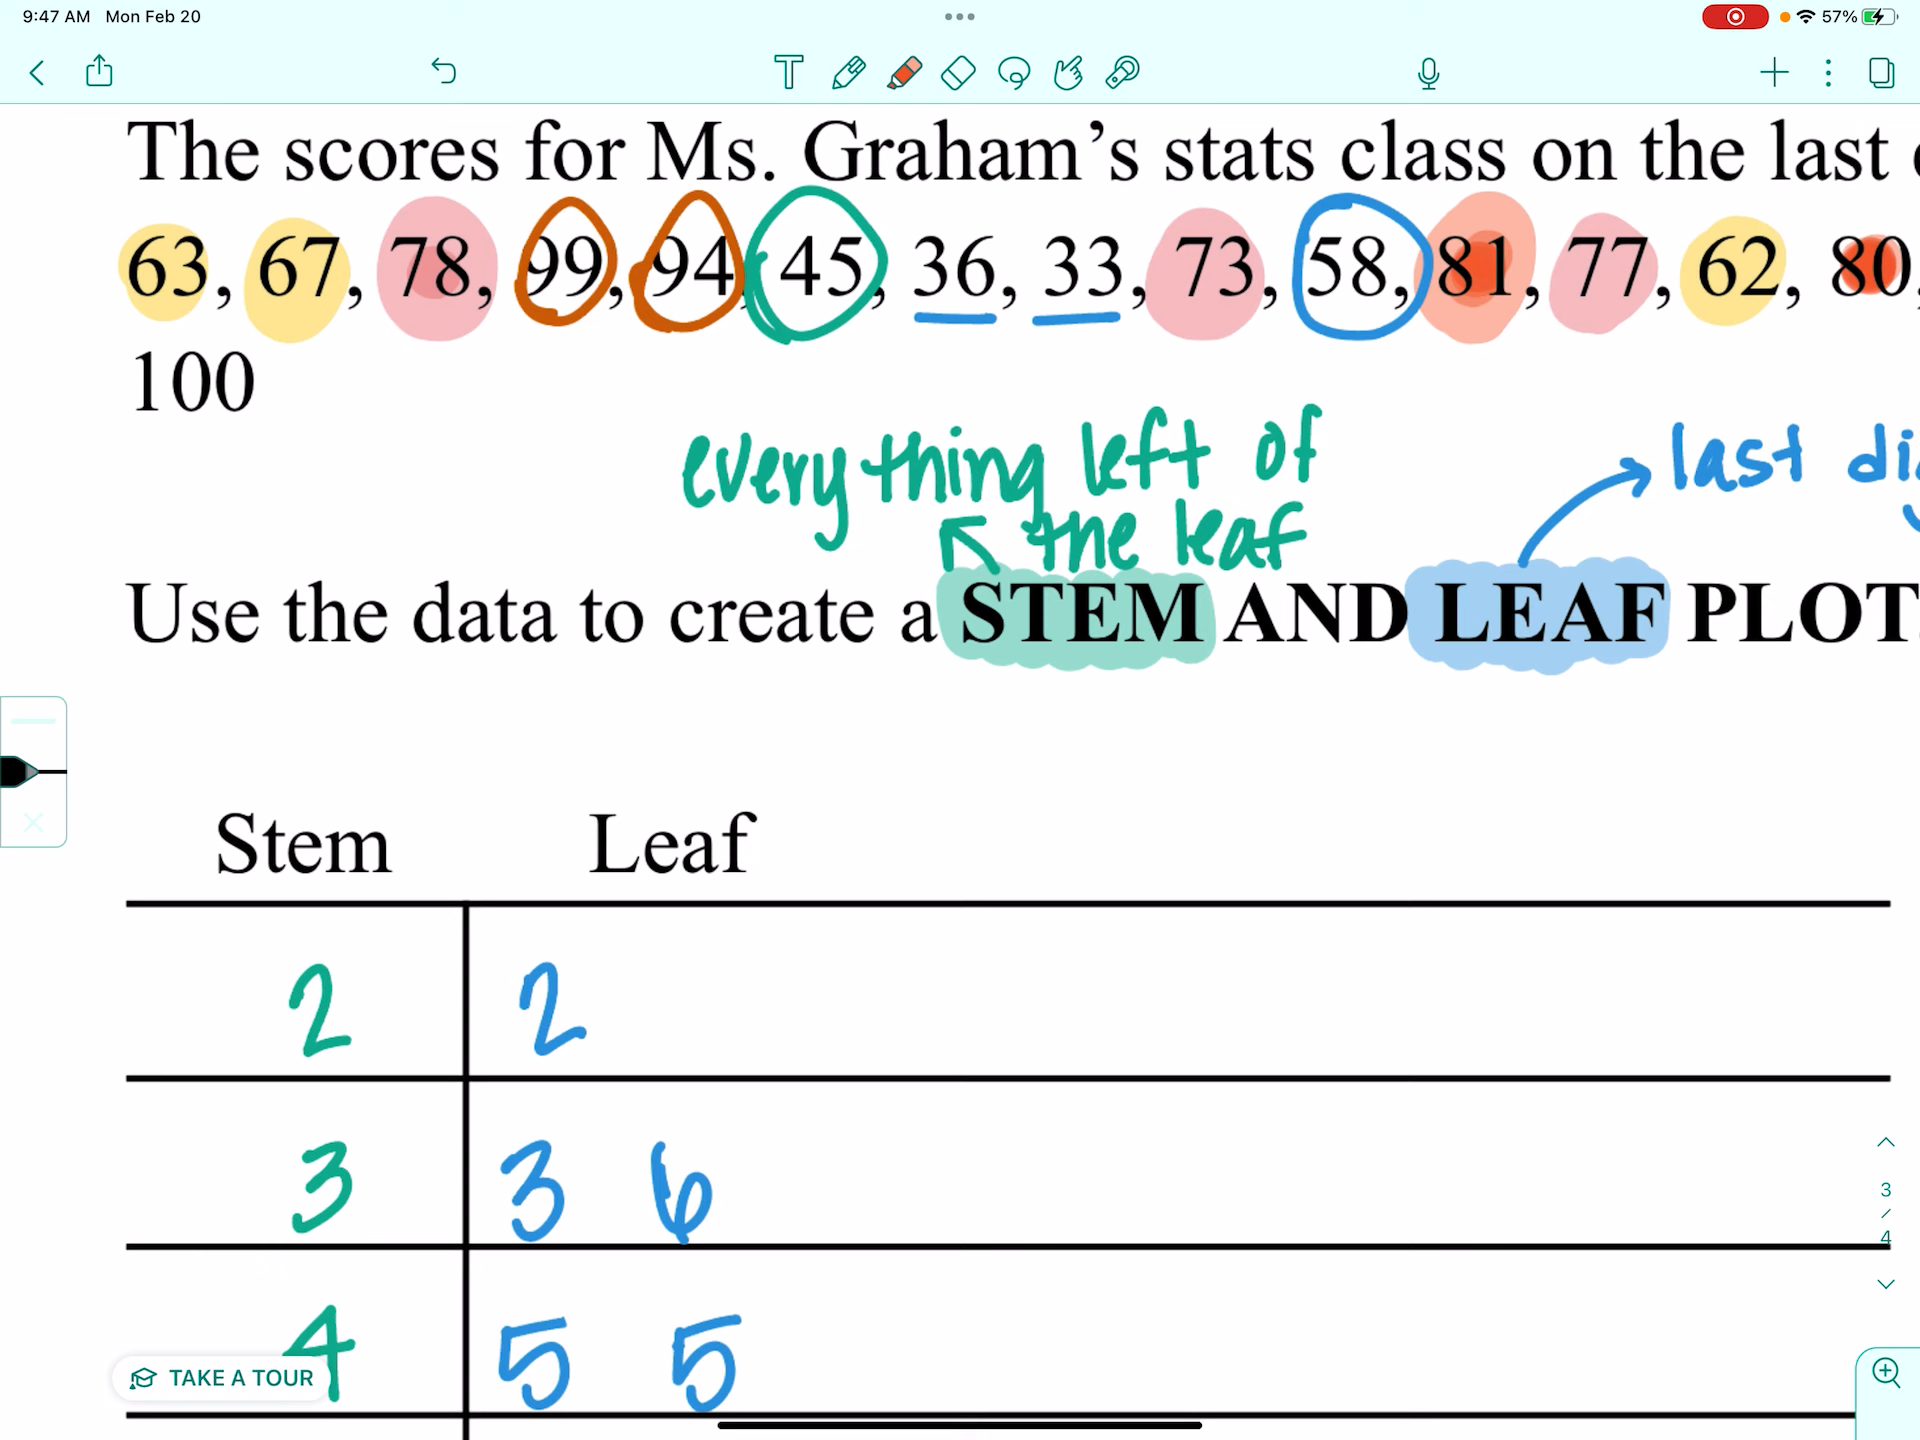 9:47 AM Mon Feb 20
57%
The scores for Ms. Graham's stats class on the last
63, 67, 78, 99, 94, 45, 36, 33, 73, 58, 81, 77, 62, 80,
100
everything left of
the leaf
last
Use the data to create a STEM AND LEAF PLOT
Stem Leaf
2 2
3 3 6
4 5 5
3
/
4
TAKE A TOUR